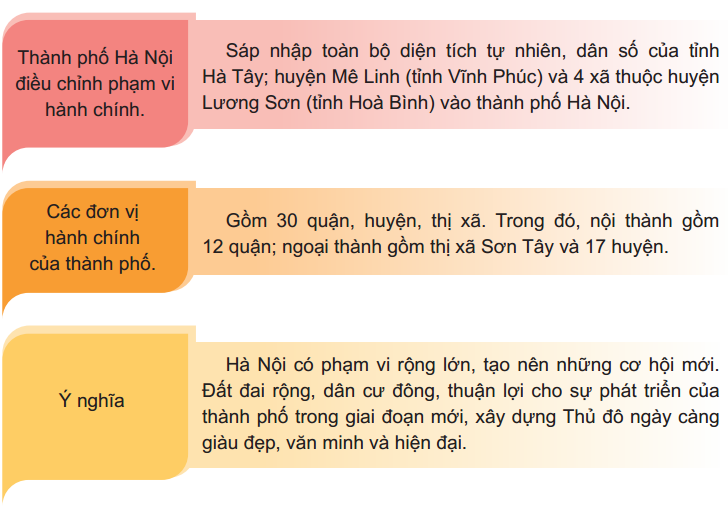 Thành phố Hà Nội
điều chỉnh phạm vi
hành chính.
Sáp nhập toàn bộ diện tích tự nhiên, dân số của tỉnh
Hà Tây; huyện Mê Linh (tỉnh Vĩnh Phúc) và 4 xã thuộc huyện
Lương Sơn (tỉnh Hoà Bình) vào thành phố Hà Nội.
Các đơn vị
hành chính
của thành phố.
Gồm 30 quận, huyện, thị xã. Trong đó, nội thành gồm
12 quận; ngoại thành gồm thị xã Sơn Tây và 17 huyện.
Ý nghĩa
Hà Nội có phạm vi rộng lớn, tạo nên những cơ hội mới.
Đất đai rộng, dân cư đông, thuận lợi cho sự phát triển của
thành phố trong giai đoạn mới, xây dựng Thủ đô ngày càng
giàu đẹp, văn minh và hiện đại.